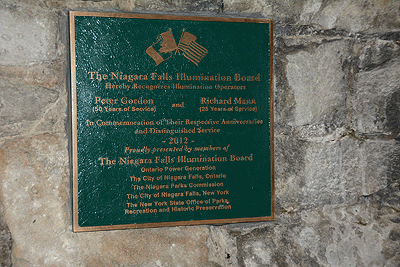 The Niagara Falls Illumination Board
Hereby Recognizes Illumination Operators
Peter Gordon and Richard Mann
(50 Years of Service) (25 Years of Service)
In Commemoration of Their Respective Anniversaries
and Distinguished Service
- 2012 -
Proudly presented by members of
The Niagara Falls Illumination Board
Ontario Power Generation
The City of Niagara Falls, Ontario
The Niagara Parks Commission
The City of Niagara Falls, New York
The New York State Office of Parks,
Recreation and Historic Preservation